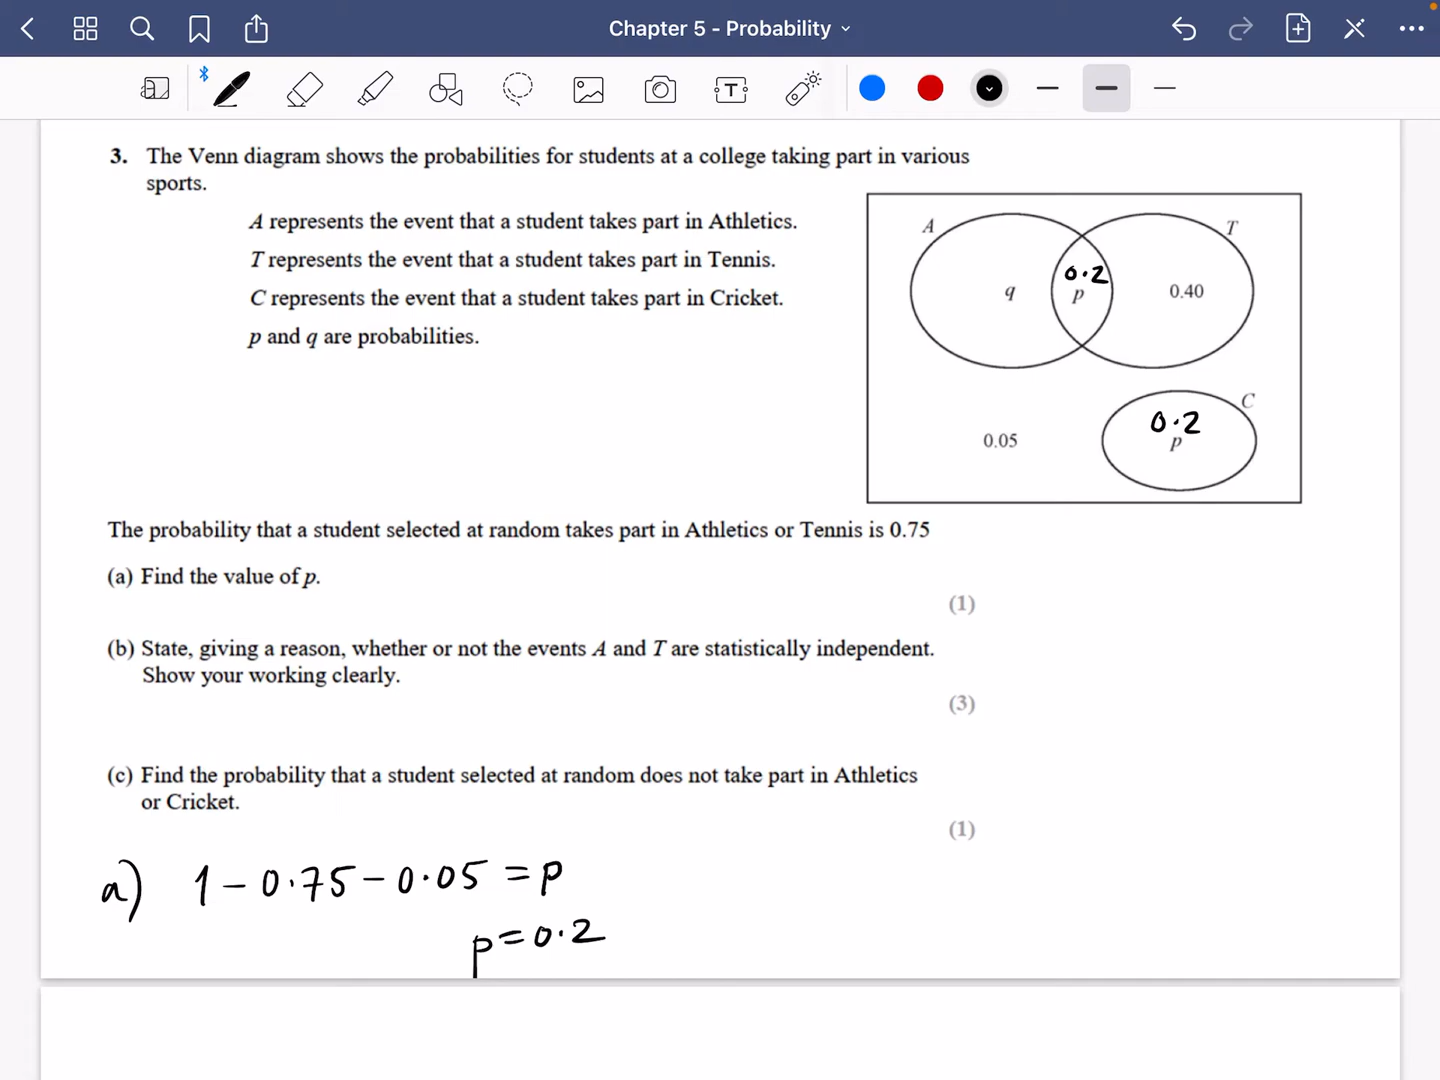 Chapter 5 - Probability
3. The Venn diagram shows the probabilities for students at a college taking part in various
sports.
A represents the event that a student takes part in Athletics.
T represents the event that a student takes part in Tennis.
C represents the event that a student takes part in Cricket.
p and q are probabilities.
A
T
0.2
q
p
0.40
C
0.2
0.05
p
The probability that a student selected at random takes part in Athletics or Tennis is 0.75
(a) Find the value of p.
(1)
(b) State, giving a reason, whether or not the events A and T are statistically independent.
Show your working clearly.
(3)
(c) Find the probability that a student selected at random does not take part in Athletics
or Cricket.
(1)
a) 1 - 0.75 - 0.05 = p
p = 0.2